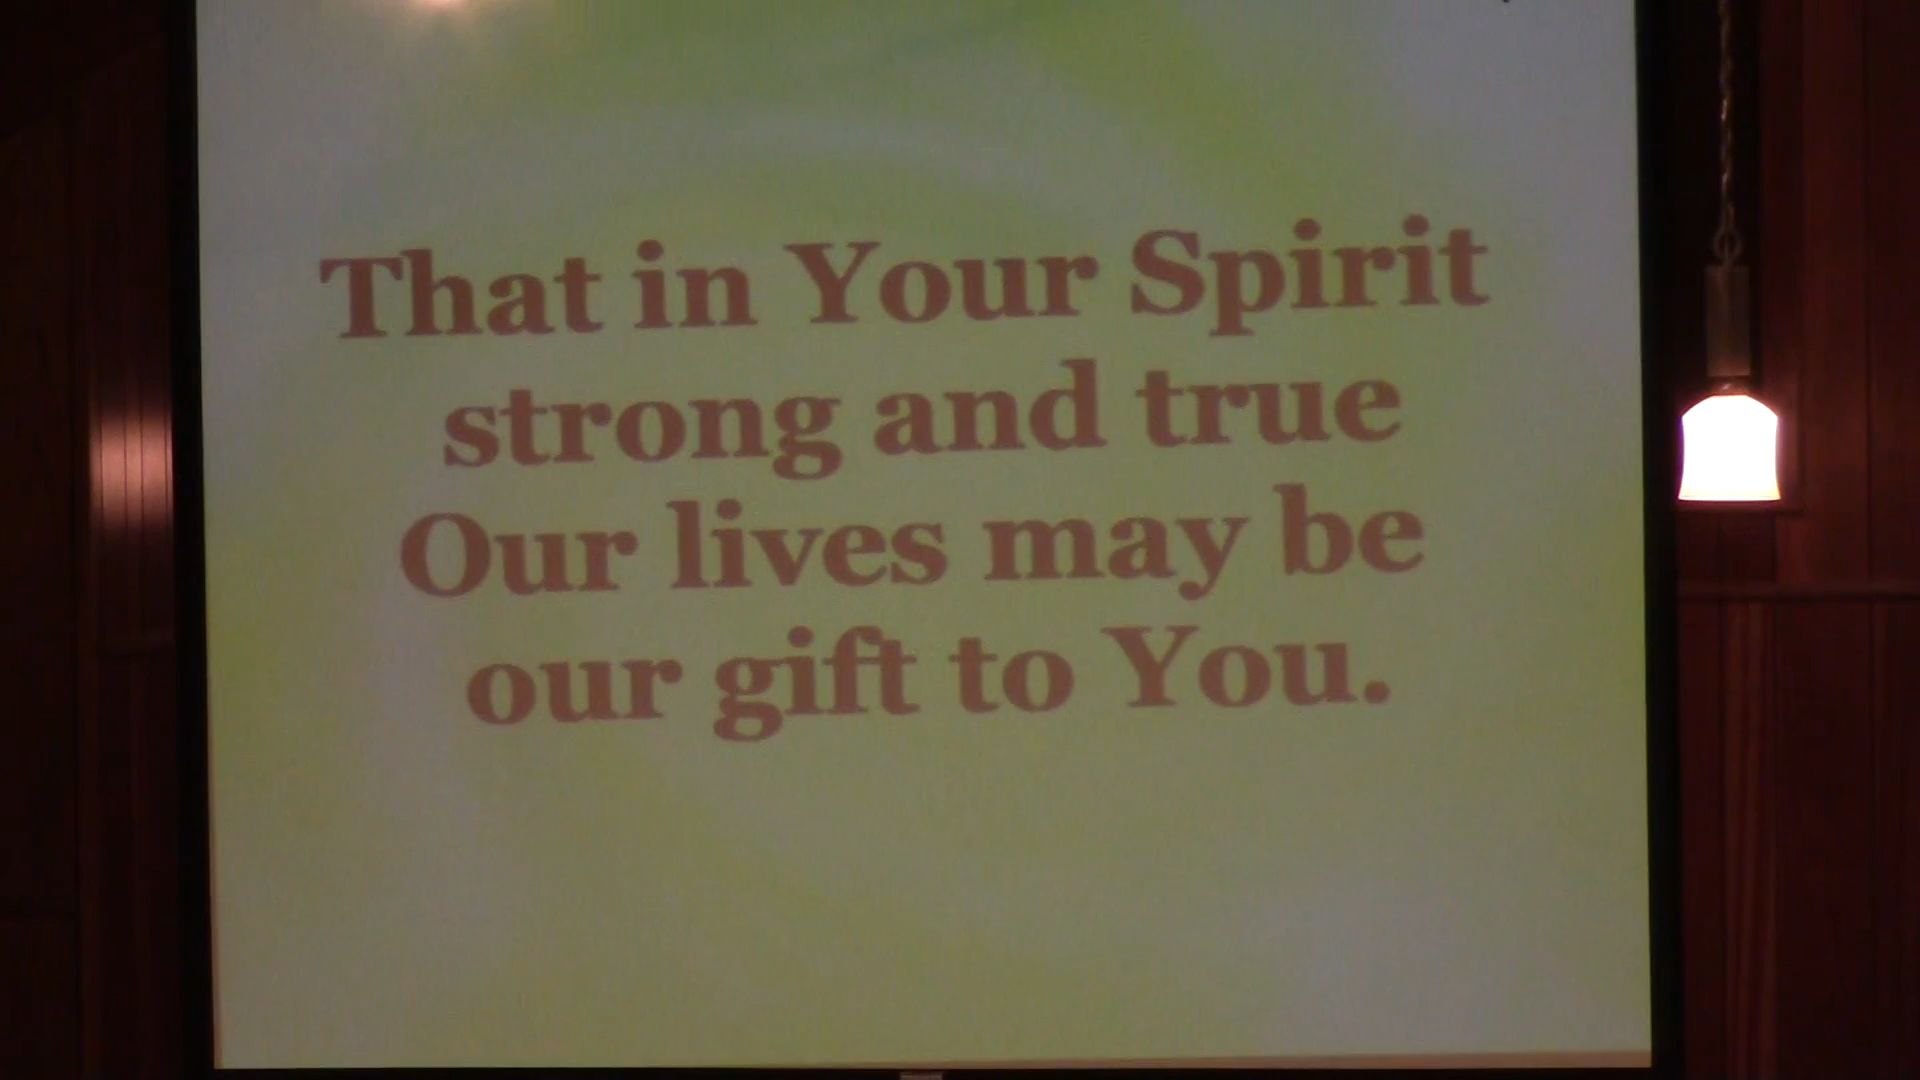 That in Your Spirit
strong and true
Our lives may be
our gift to You.